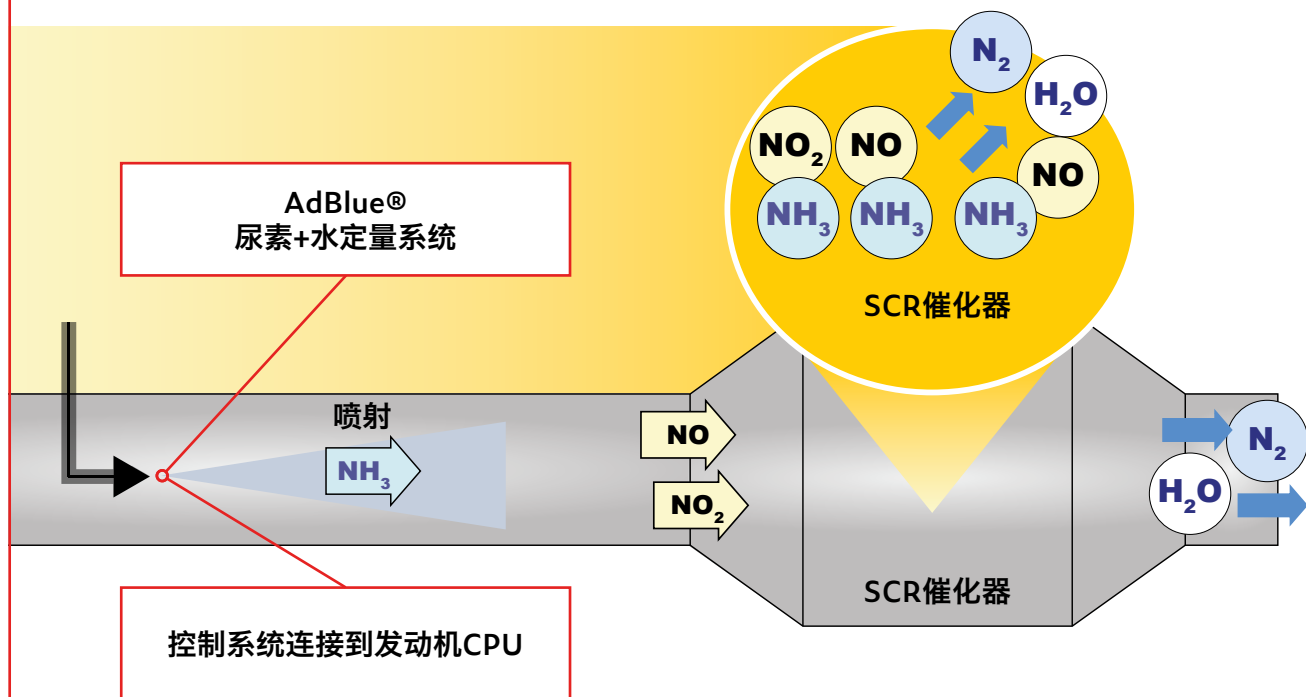 N₂
H₂O
NO₂ NO
NO
NH₃ NH₃ NH₃
SCR催化器
AdBlue®
尿素+水定量系统
喷射
NH₃
NO
NO₂
N₂
H₂O
SCR催化器
控制系统连接到发动机CPU